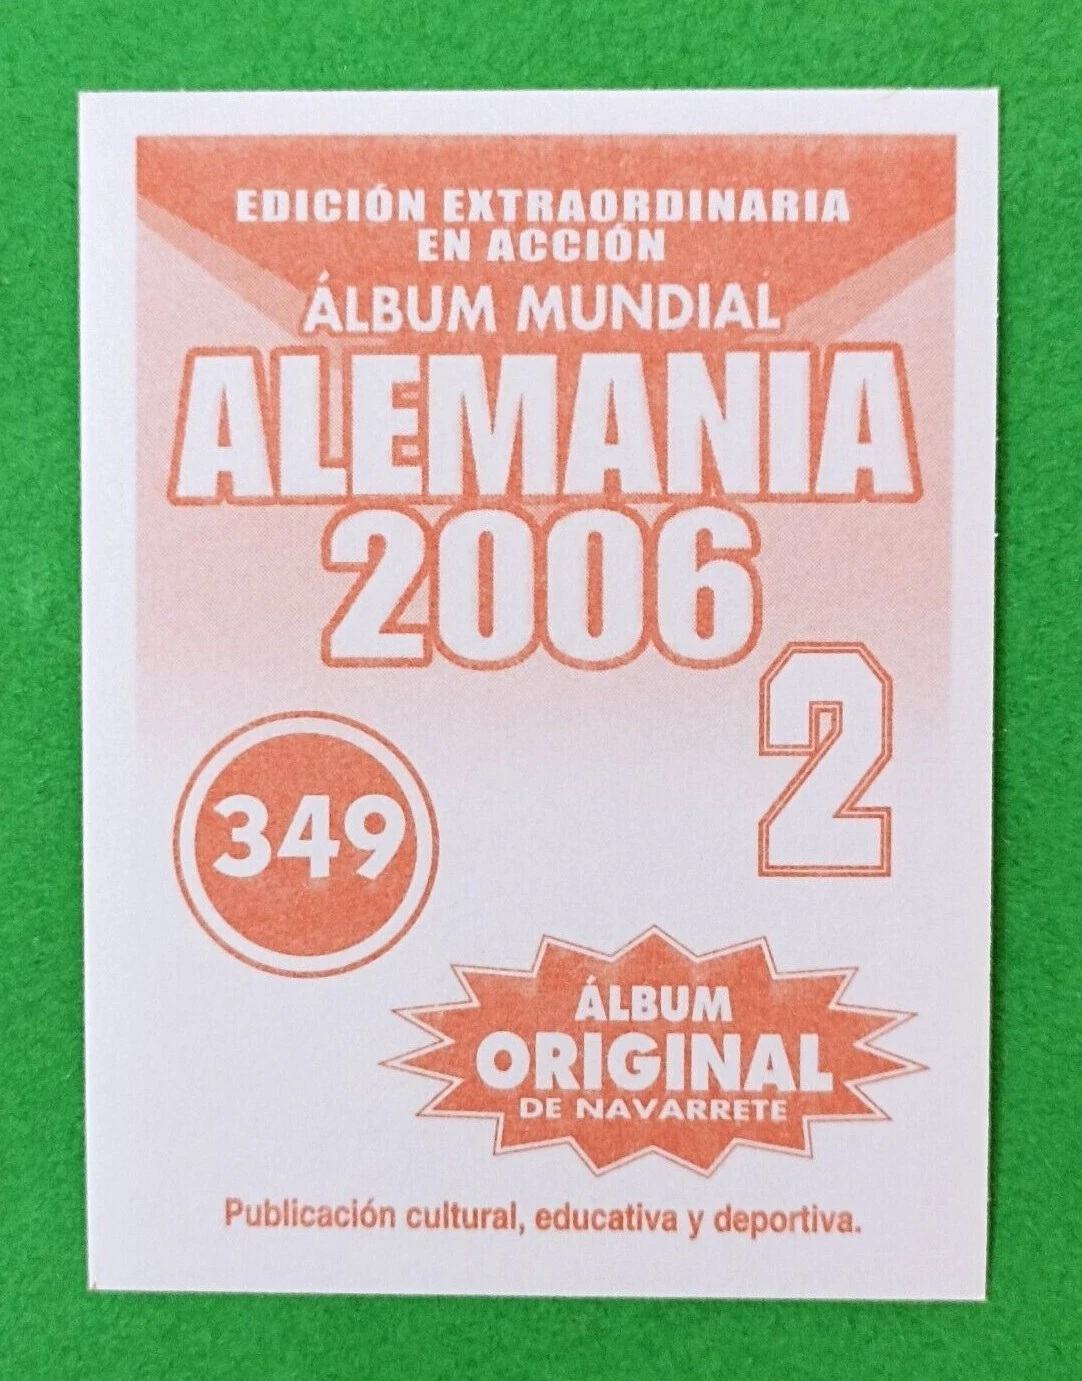 EDICIÓN EXTRAORDINARIA
EN ACCIÓN
ÁLBUM MUNDIAL
ALEMANIA
2006
2
349
ÁLBUM
ORIGINAL
DE NAVARRETE
Publicación cultural, educativa y deportiva.